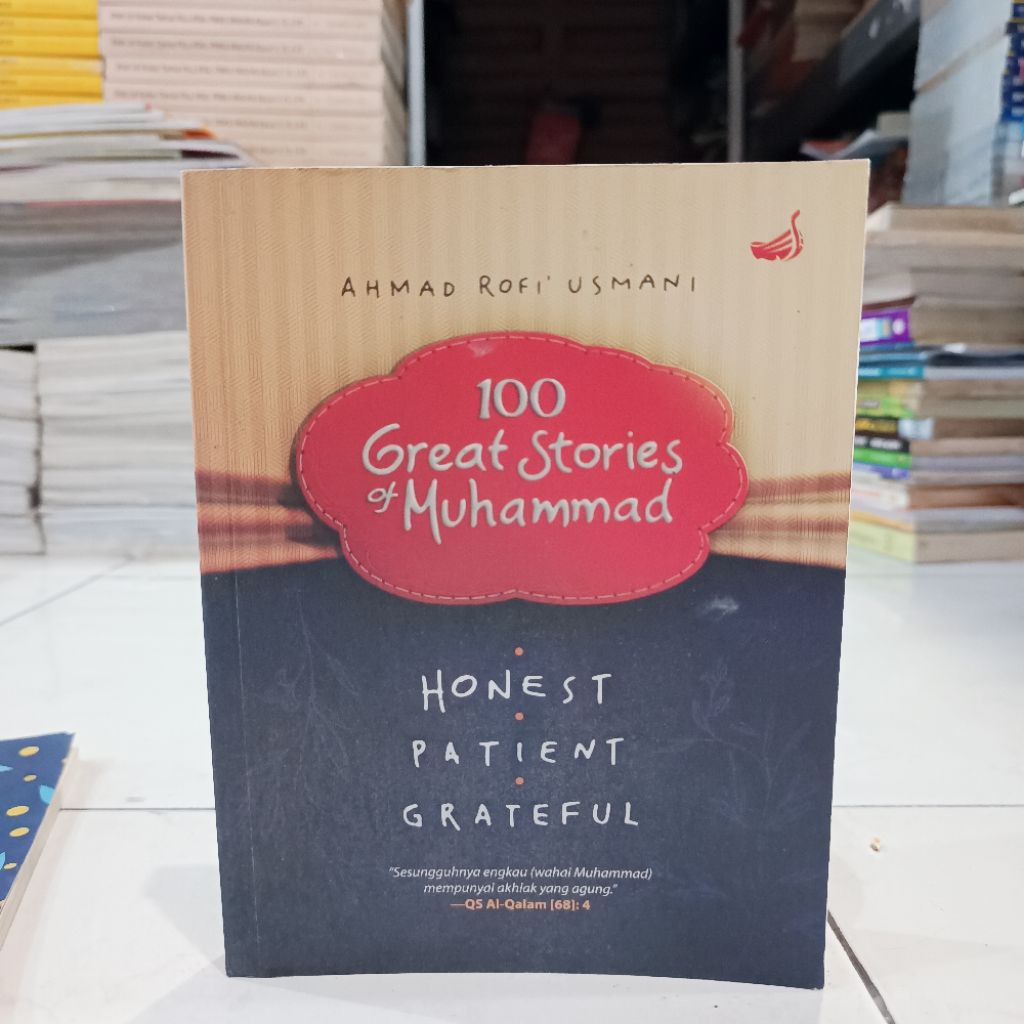 AHMAD ROFI' USMANI
100
Great Stories
of Muhammad
HONEST
PATIENT
GRATEFUL
"Sesungguhnya engkau (wahai Muhammad)
mempunyai akhlak yang agung."
—QS Al-Qalam [68]: 4